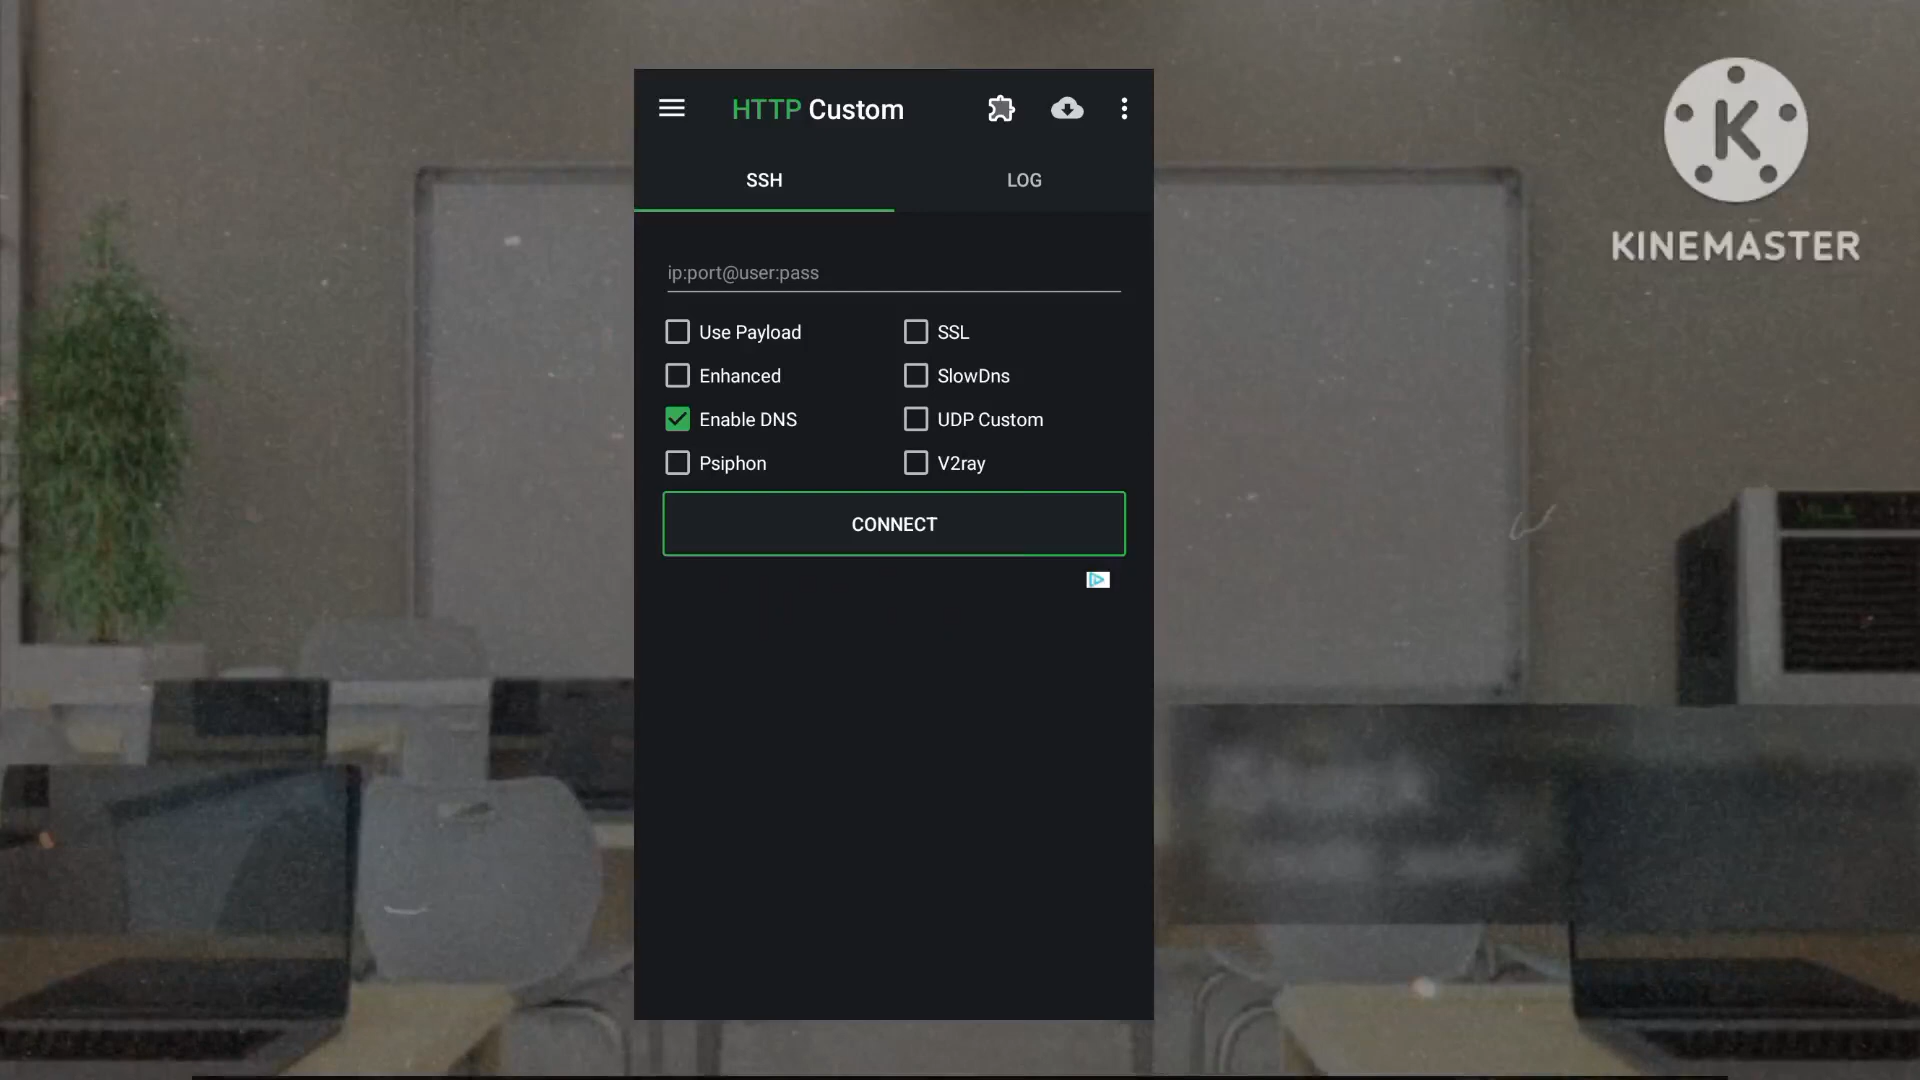 HTTP Custom
SSH
LOG
ip:port@user:pass
Use Payload
SSL
Enhanced
SlowDns
Enable DNS
UDP Custom
Psiphon
V2ray
CONNECT
K
KINEMASTER